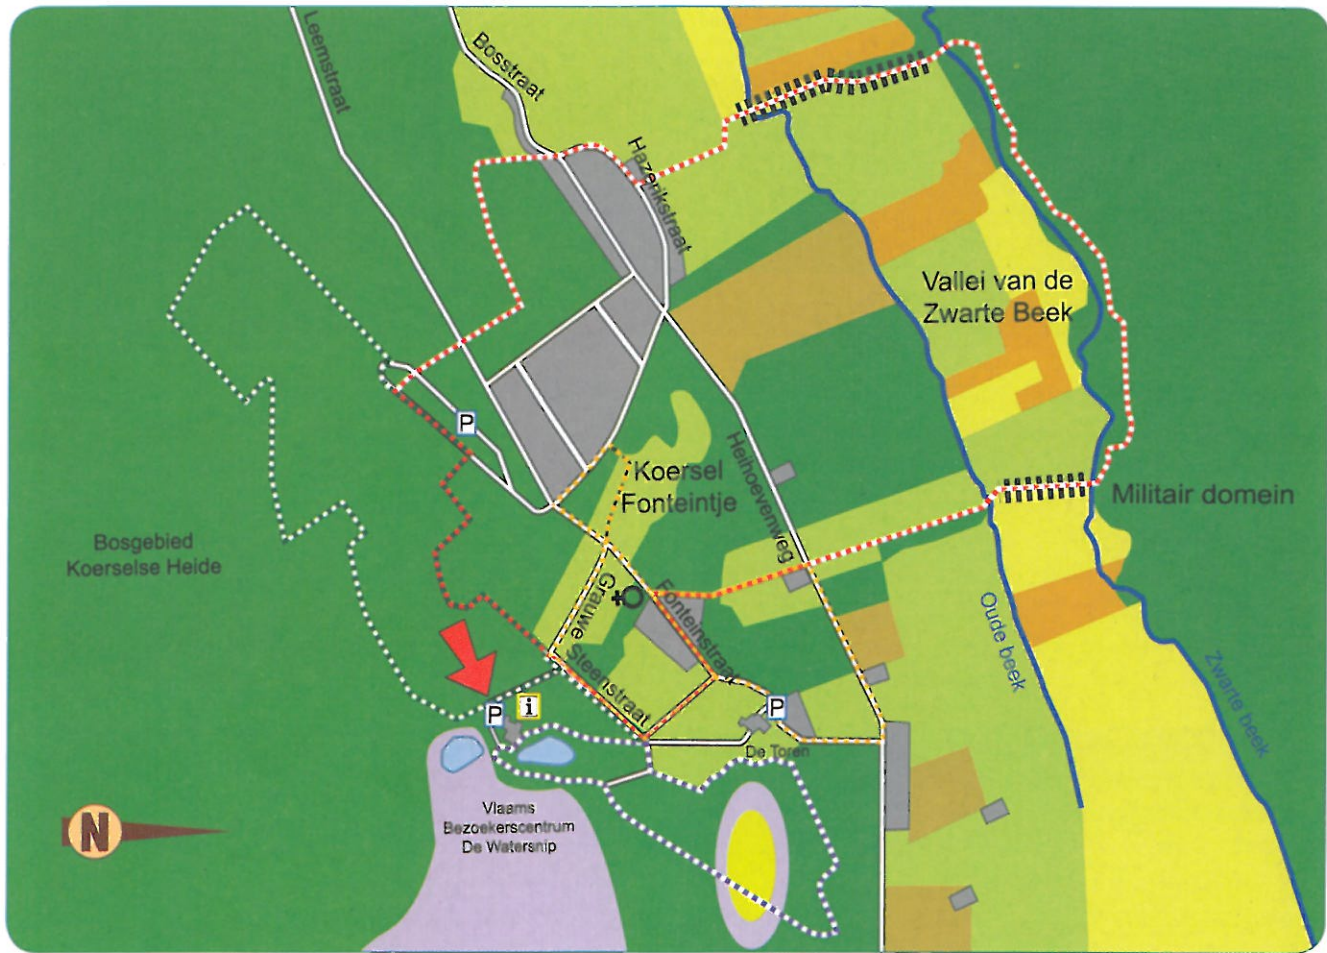 Leemstraat
Bosstraat
Hazerikstraat
Vallei van de
Zwarte Beek
P
Koersel
Fonteintje
Heihoevenweg
Militair domein
Bosgebied
Koerselse Heide
Grauwe
Steenstraat
Fonteinstraat
Oude beek
Zwarte beek
P
i
P
De Toren
Vlaams
Bezoekerscentrum
De Watersnip
N